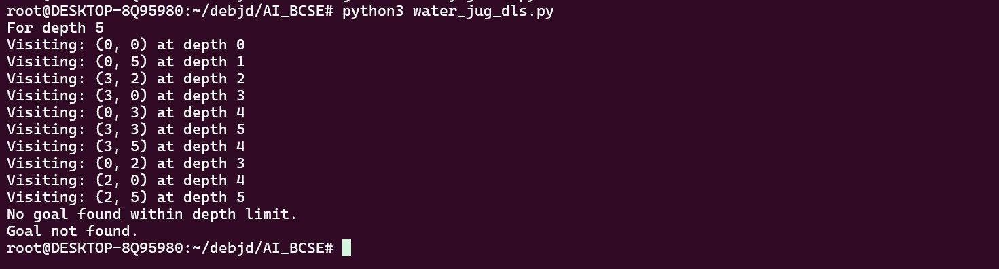 root@DESKTOP-8Q95980:~/debjd/AI_BCSE# python3 water_jug_dls.py
For depth 5
Visiting: (0, 0) at depth 0
Visiting: (0, 5) at depth 1
Visiting: (3, 2) at depth 2
Visiting: (3, 0) at depth 3
Visiting: (0, 3) at depth 4
Visiting: (3, 3) at depth 5
Visiting: (3, 5) at depth 4
Visiting: (0, 2) at depth 3
Visiting: (2, 0) at depth 4
Visiting: (2, 5) at depth 5
No goal found within depth limit.
Goal not found.
root@DESKTOP-8Q95980:~/debjd/AI_BCSE#